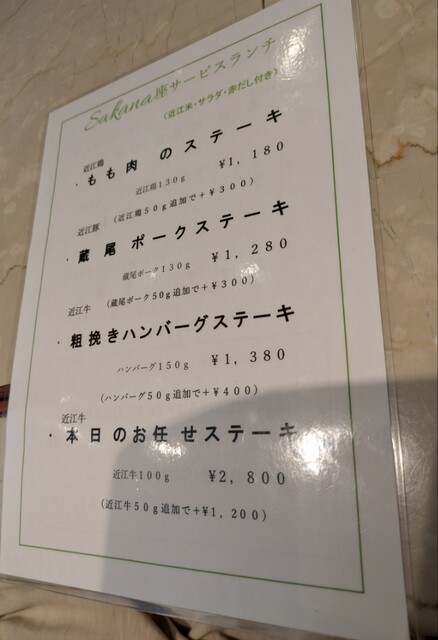 Sakana座サービスランチ
(近江米・サラダ・赤だし付き)
近江鶏
・もも肉 のステーキ
近江鶏130g ¥1,180
(近江鶏50g追加で+¥300)
近江豚
・蔵尾 ポークステーキ
蔵尾ポーク130g ¥1,280
(蔵尾ポーク50g追加で+¥300)
近江牛
・粗挽きハンバーグステーキ
ハンバーグ150g ¥1,380
(ハンバーグ50g追加で+¥400)
近江牛
・本日のお任せステーキ
近江牛100g ¥2,800
(近江牛50g追加で+¥1,200)